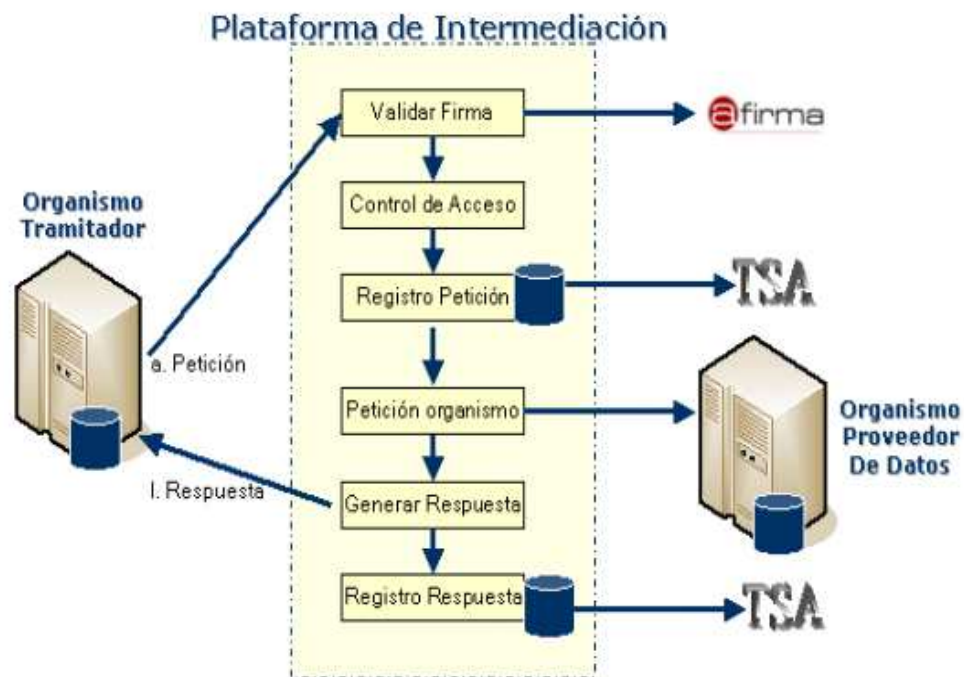 Plataforma de Intermediación
Validar Firma
@firma
Control de Acceso
Organismo
Tramitador
Registro Petición
TSA
a. Petición
Petición organismo
Organismo
Proveedor
De Datos
l. Respuesta
Generar Respuesta
Registro Respuesta
TSA